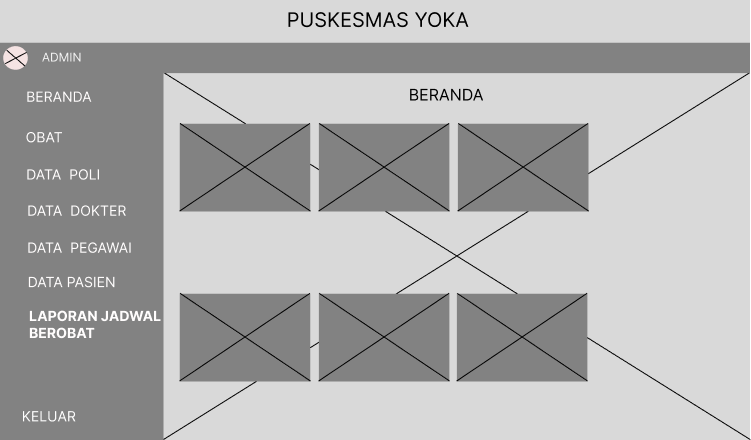 PUSKESMAS YOKA
ADMIN
BERANDA
OBAT
DATA POLI
DATA DOKTER
DATA PEGAWAI
DATA PASIEN
LAPORAN JADWAL
BEROBAT
KELUAR
BERANDA